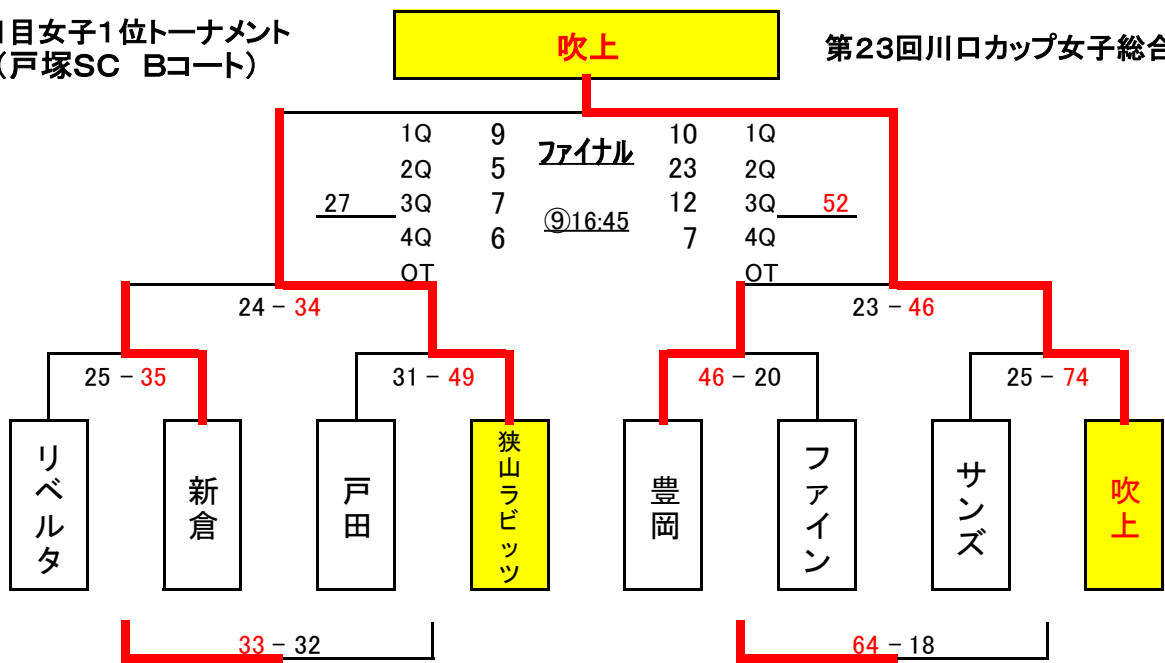 目女子1位トーナメント
(戸塚SC Bコート)
吹上
第23回川口カップ女子総合
1Q 9 ファイナル 10 1Q
2Q 5 23 2Q
27 3Q 7 ⑨16:45 12 3Q 52
4Q 6 7 4Q
OT OT
24 - 34 23 - 46
25 - 35 31 - 49 46 - 20 25 - 74
リベルタ
新倉
戸田
狭山ラビッツ
豊岡
ファイン
サンズ
吹上
33 - 32 64 - 18